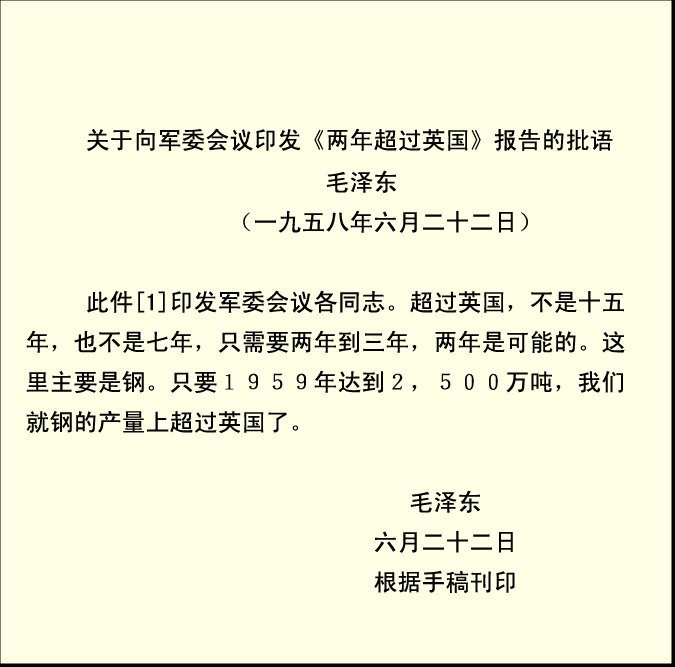 关于向军委会议印发《两年超过英国》报告的批语
毛泽东
（一九五八年六月二十二日）
此件[1]印发军委会议各同志。超过英国，不是十五
年，也不是七年，只需要两年到三年，两年是可能的。这
里主要是钢。只要１９５９年达到２，５００万吨，我们
就钢的产量上超过英国了。
毛泽东
六月二十二日
根据手稿刊印